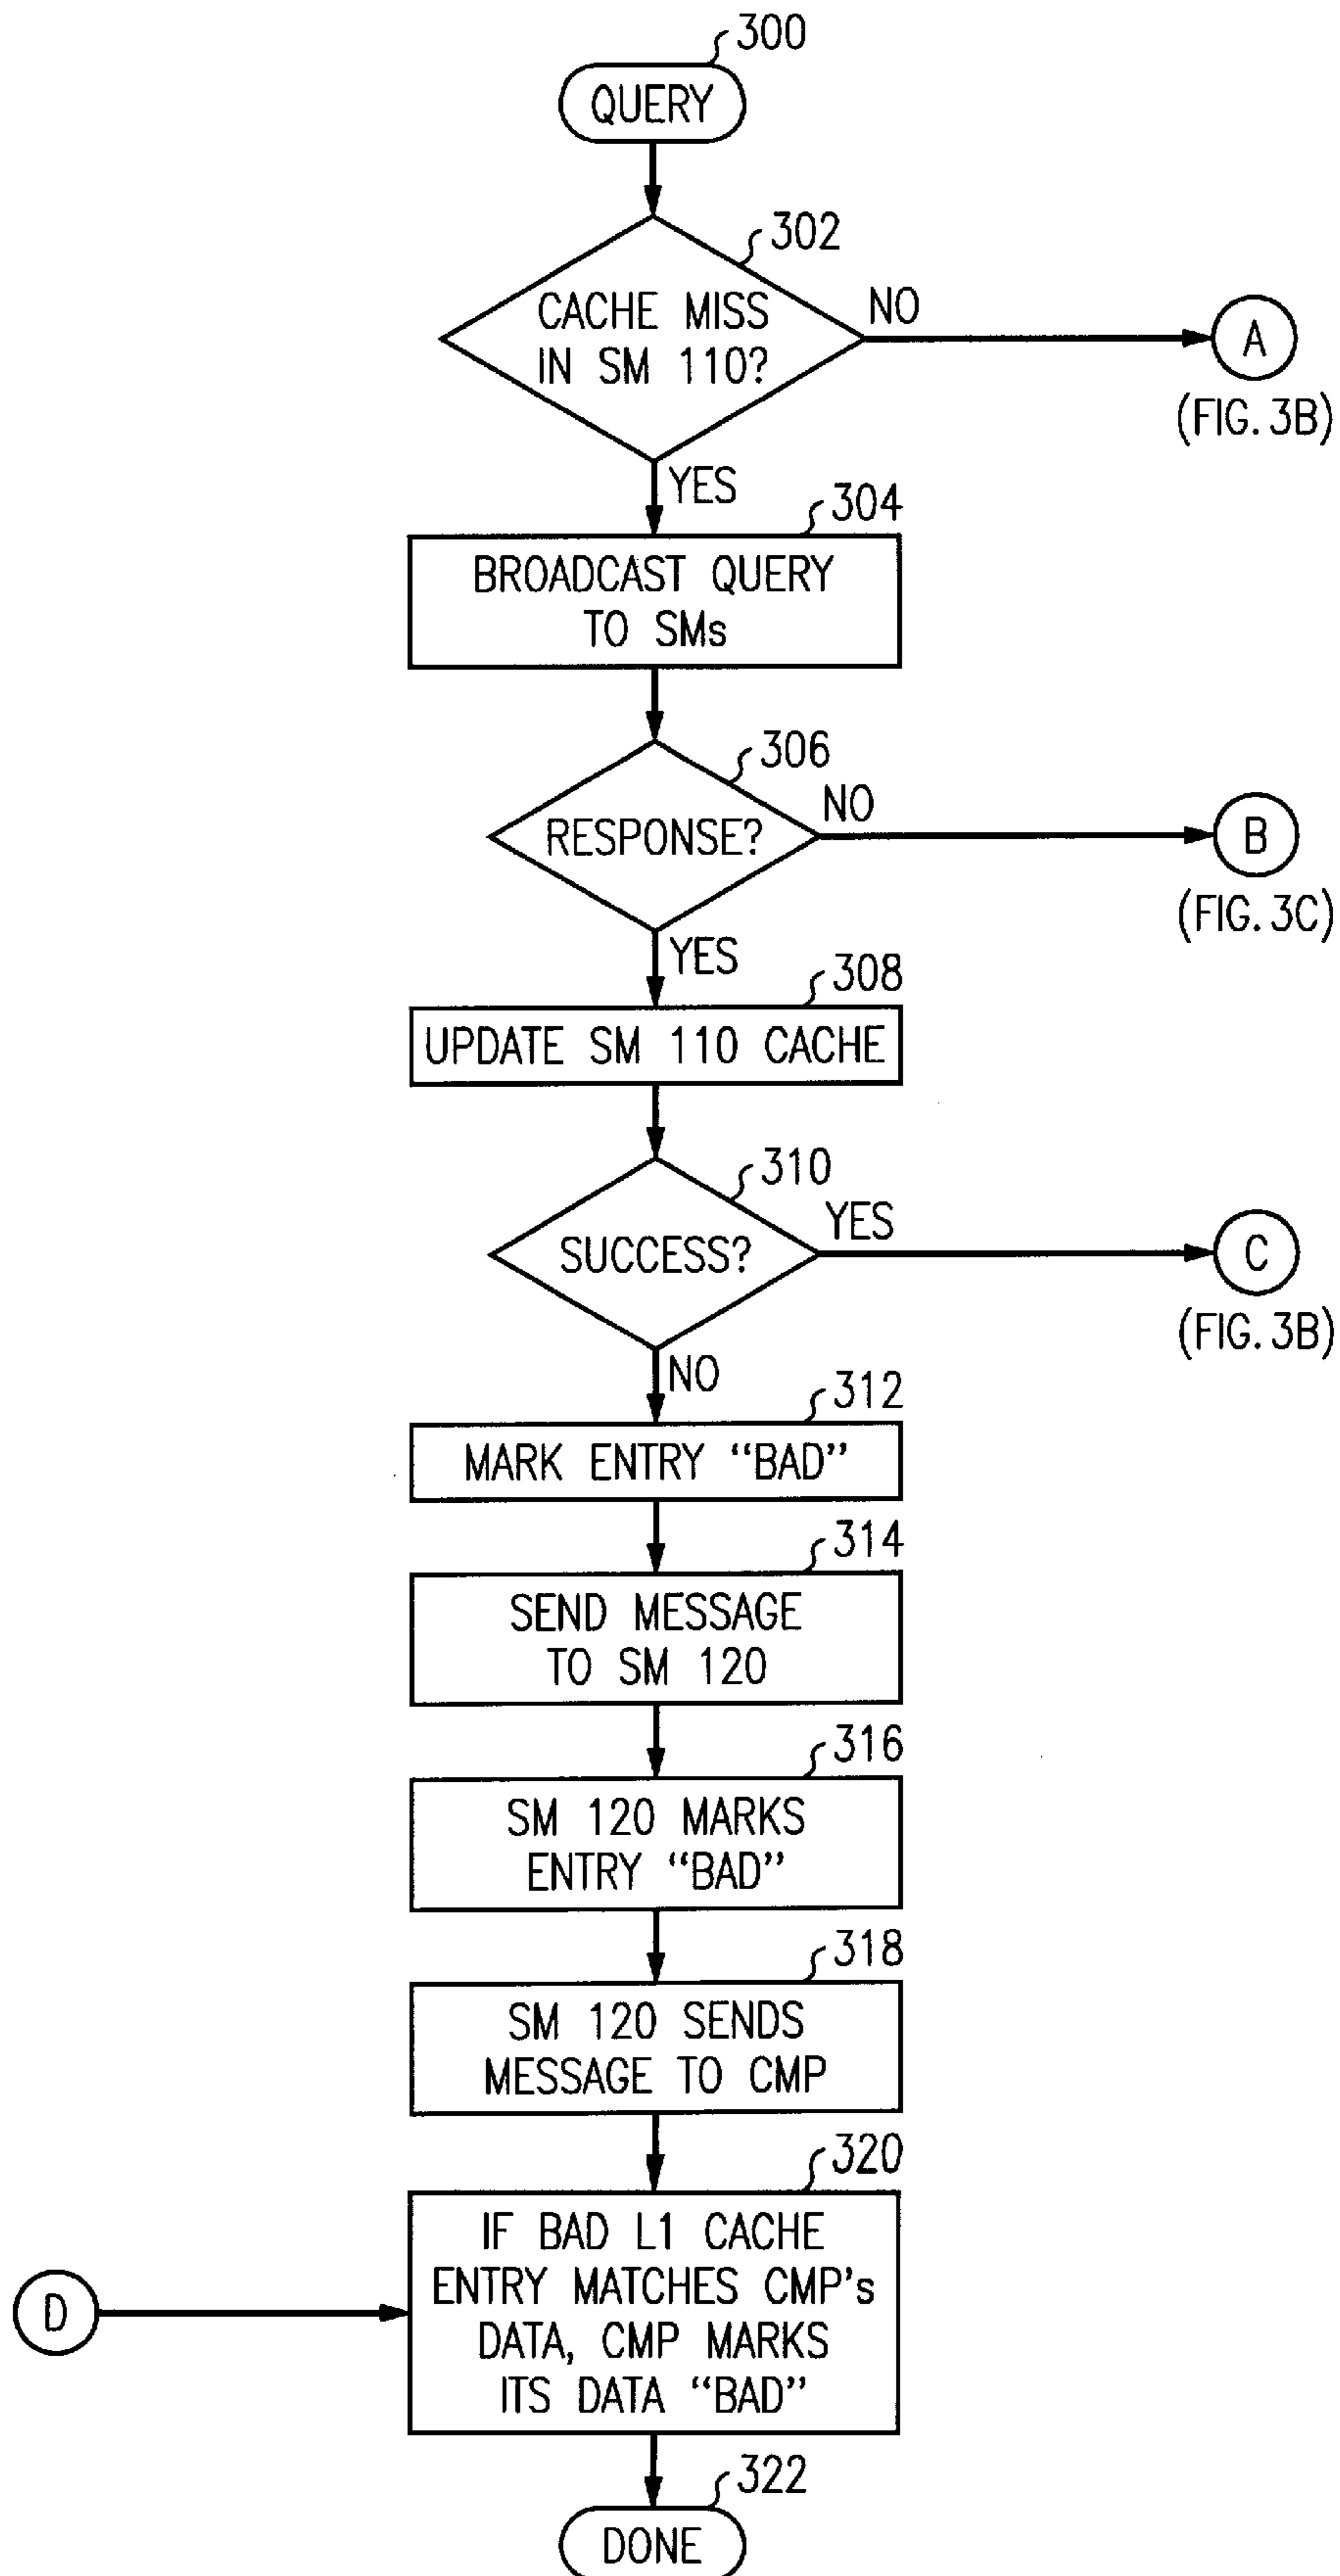 300
QUERY
302
CACHE MISS
IN SM 110?
NO
A
(FIG. 3B)
YES
304
BROADCAST QUERY
TO SMs
306
RESPONSE?
NO
B
(FIG. 3C)
YES
308
UPDATE SM 110 CACHE
310
SUCCESS?
YES
C
(FIG. 3B)
NO
312
MARK ENTRY “BAD”
314
SEND MESSAGE
TO SM 120
316
SM 120 MARKS
ENTRY “BAD”
318
SM 120 SENDS
MESSAGE TO CMP
320
IF BAD L1 CACHE
ENTRY MATCHES CMP's
DATA, CMP MARKS
ITS DATA “BAD”
D
322
DONE